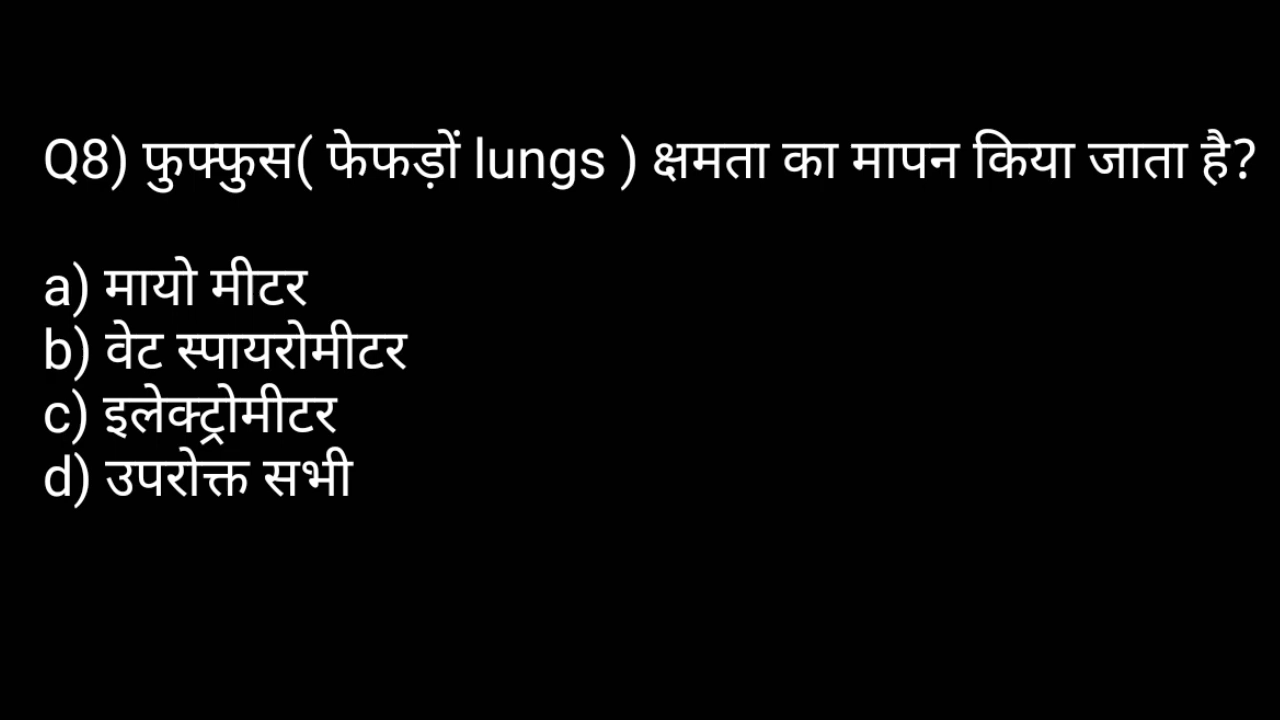 Q8) फुफ्फुस( फेफड़ों lungs ) क्षमता का मापन किया जाता है?
a) मायो मीटर
b) वेट स्पायरोमीटर
c) इलेक्ट्रोमीटर
d) उपरोक्त सभी